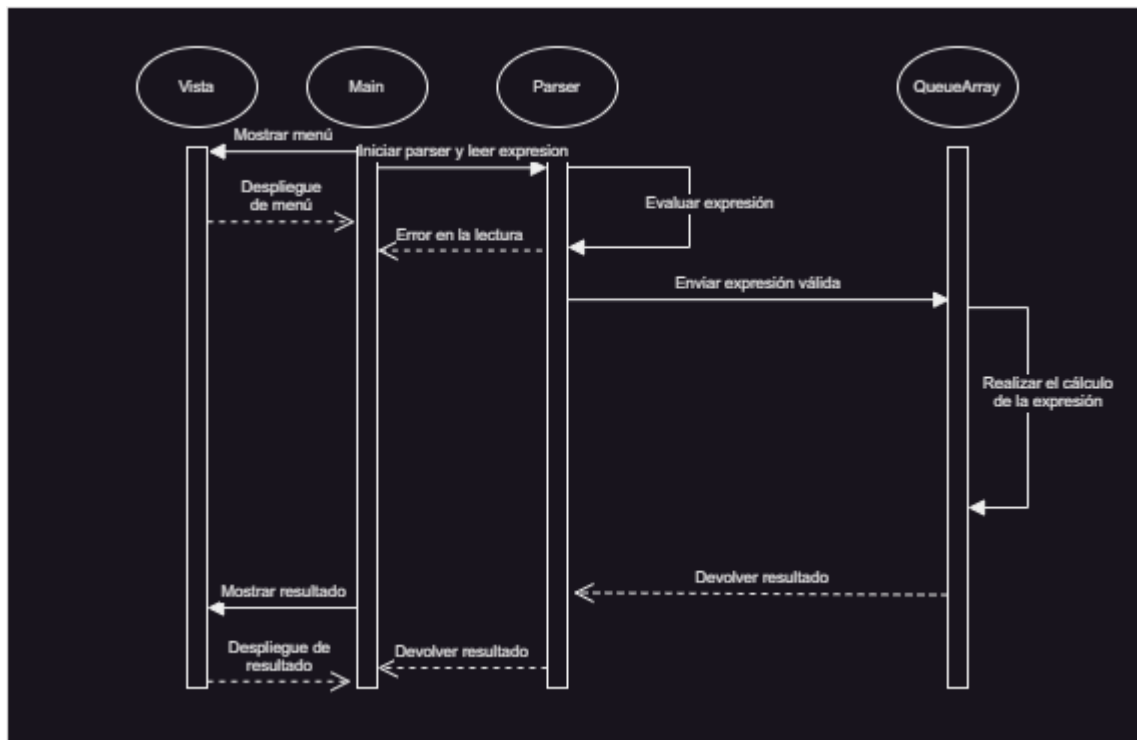 Vista
Main
Parser
QueueArray
Mostrar menú
Iniciar parser y leer expresion
Despliegue
de menú
Evaluar expresión
Error en la lectura
Enviar expresión válida
Realizar el cálculo
de la expresión
Devolver resultado
Mostrar resultado
Despliegue de
resultado
Devolver resultado